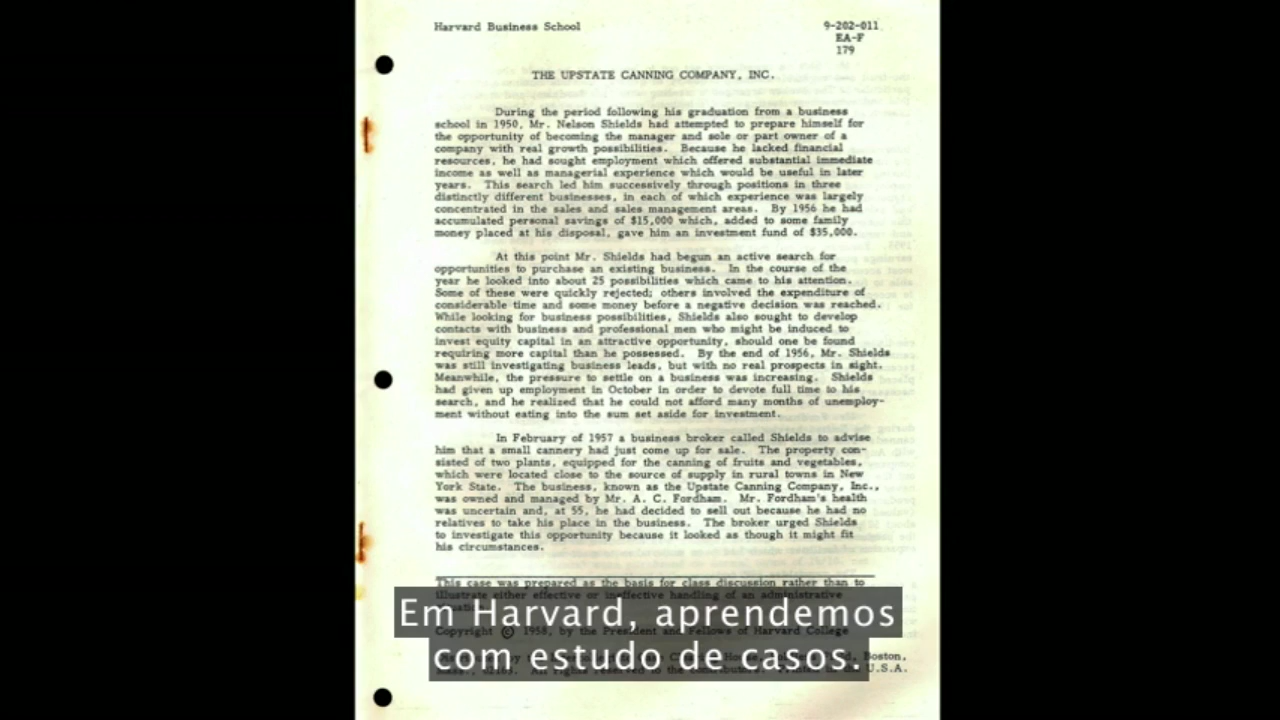 Harvard Business School
9-202-011
EA-F
179
THE UPSTATE CANNING COMPANY, INC.
During the period following his graduation from a business
school in 1950, Mr. Nelson Shields had attempted to prepare himself for
the opportunity of becoming the manager and sole or part owner of a
company with real growth possibilities. Because he lacked financial
resources, he had sought employment which offered substantial immediate
income as well as managerial experience which would be useful in later
years. This search led him successively through positions in three
distinctly different businesses, in each of which experience was largely
concentrated in the sales and sales management areas. By 1956 he had
accumulated personal savings of $15,000 which, added to some family
money placed at his disposal, gave him an investment fund of $35,000.
At this point Mr. Shields had begun an active search for
opportunities to purchase an existing business. In the course of the
year he looked into about 25 possibilities which came to his attention.
Some of these were quickly rejected; others involved the expenditure of
considerable time and some money before a negative decision was reached.
While looking for business possibilities, Shields also sought to develop
contacts with business and professional men who might be induced to
invest equity capital in an attractive opportunity, should one be found
requiring more capital than he possessed. By the end of 1956, Mr. Shields
was still investigating business leads, but with no real prospects in sight.
Meanwhile, the pressure to settle on a business was increasing. Shields
had given up employment in October in order to devote full time to his
search, and he realized that he could not afford many months of unemploy-
ment without eating into the sum set aside for investment.
In February of 1957 a business broker called Shields to advise
him that a small cannery had just come up for sale. The property con-
sisted of two plants, equipped for the canning of fruits and vegetables,
which were located close to the source of supply in rural towns in New
York State. The business, known as the Upstate Canning Company, Inc.,
was owned and managed by Mr. A. C. Fordham. Mr. Fordham's health
was uncertain and, at 55, he had decided to sell out because he had no
relatives to take his place in the business. The broker urged Shields
to investigate this opportunity because it looked as though it might fit
his circumstances.
This case was prepared as the basis for class discussion rather than to
illustrate either effective or ineffective handling of an administrative
Copyright © 1958, by the President and Fellows of Harvard College
Boston,
U.S.A.
Em Harvard, aprendemos
com estudo de casos.